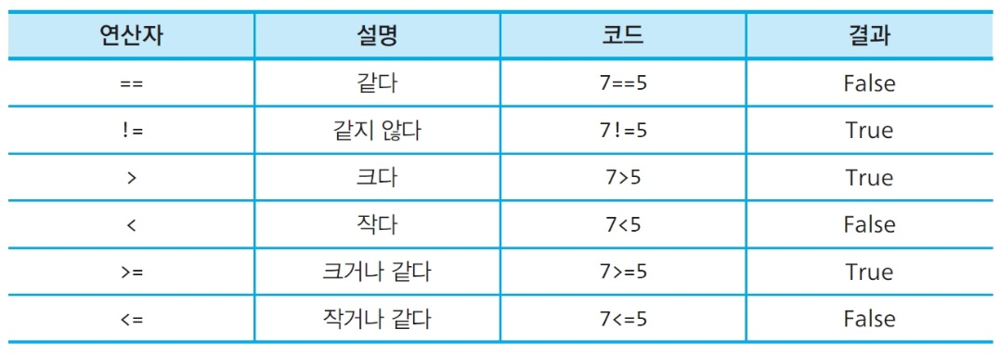 연산자 설명 코드 결과
== 같다 7==5 False
!= 같지 않다 7!=5 True
> 크다 7>5 True
< 작다 7<5 False
>= 크거나 같다 7>=5 True
<= 작거나 같다 7<=5 False